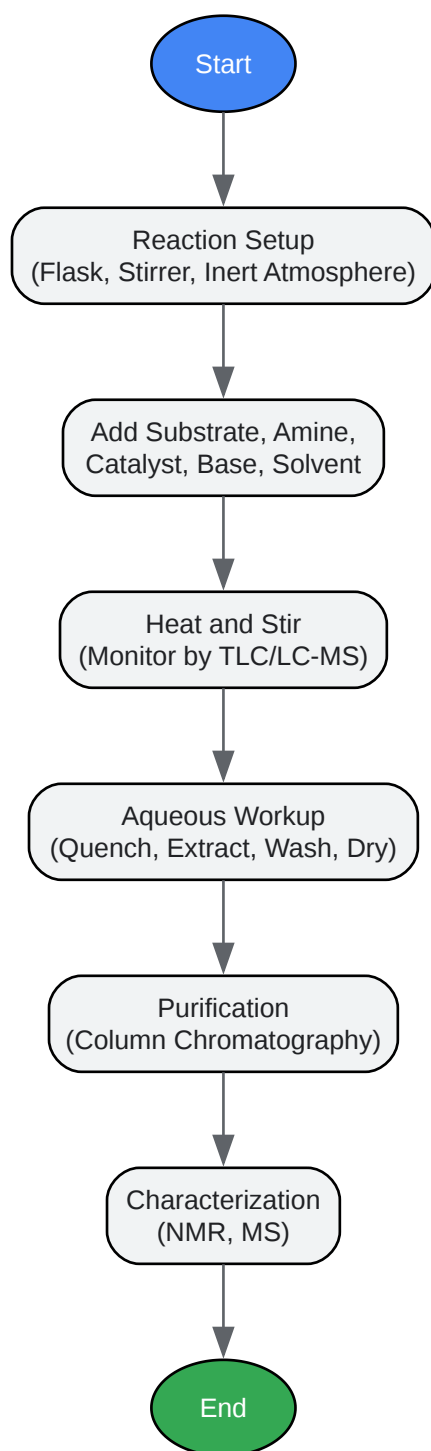 Start
Reaction Setup
(Flask, Stirrer, Inert Atmosphere)
Add Substrate, Amine,
Catalyst, Base, Solvent
Heat and Stir
(Monitor by TLC/LC-MS)
Aqueous Workup
(Quench, Extract, Wash, Dry)
Purification
(Column Chromatography)
Characterization
(NMR, MS)
End